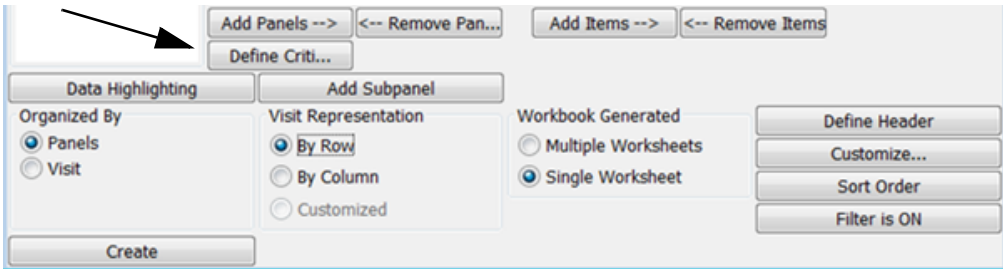 Add Panels --> <-- Remove Pan... Add Items --> <-- Remove Items
Define Criti...
Data Highlighting Add Subpanel
Organized By
Panels
Visit
Visit Representation
By Row
By Column
Customized
Workbook Generated
Multiple Worksheets
Single Worksheet
Define Header
Customize...
Sort Order
Filter is ON
Create